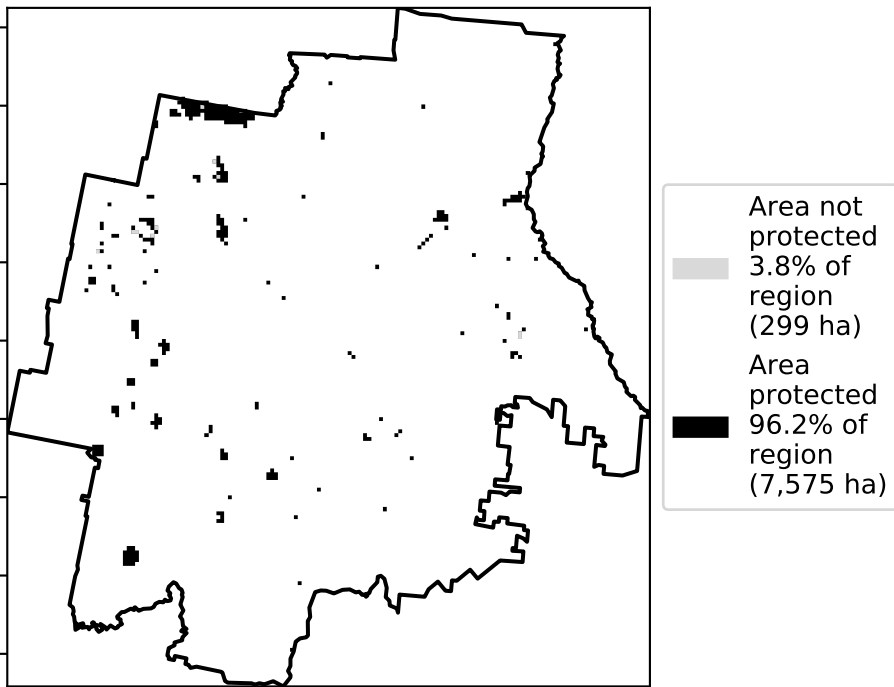 Area not
protected
3.8% of
region
(299 ha)
Area
protected
96.2% of
region
(7,575 ha)